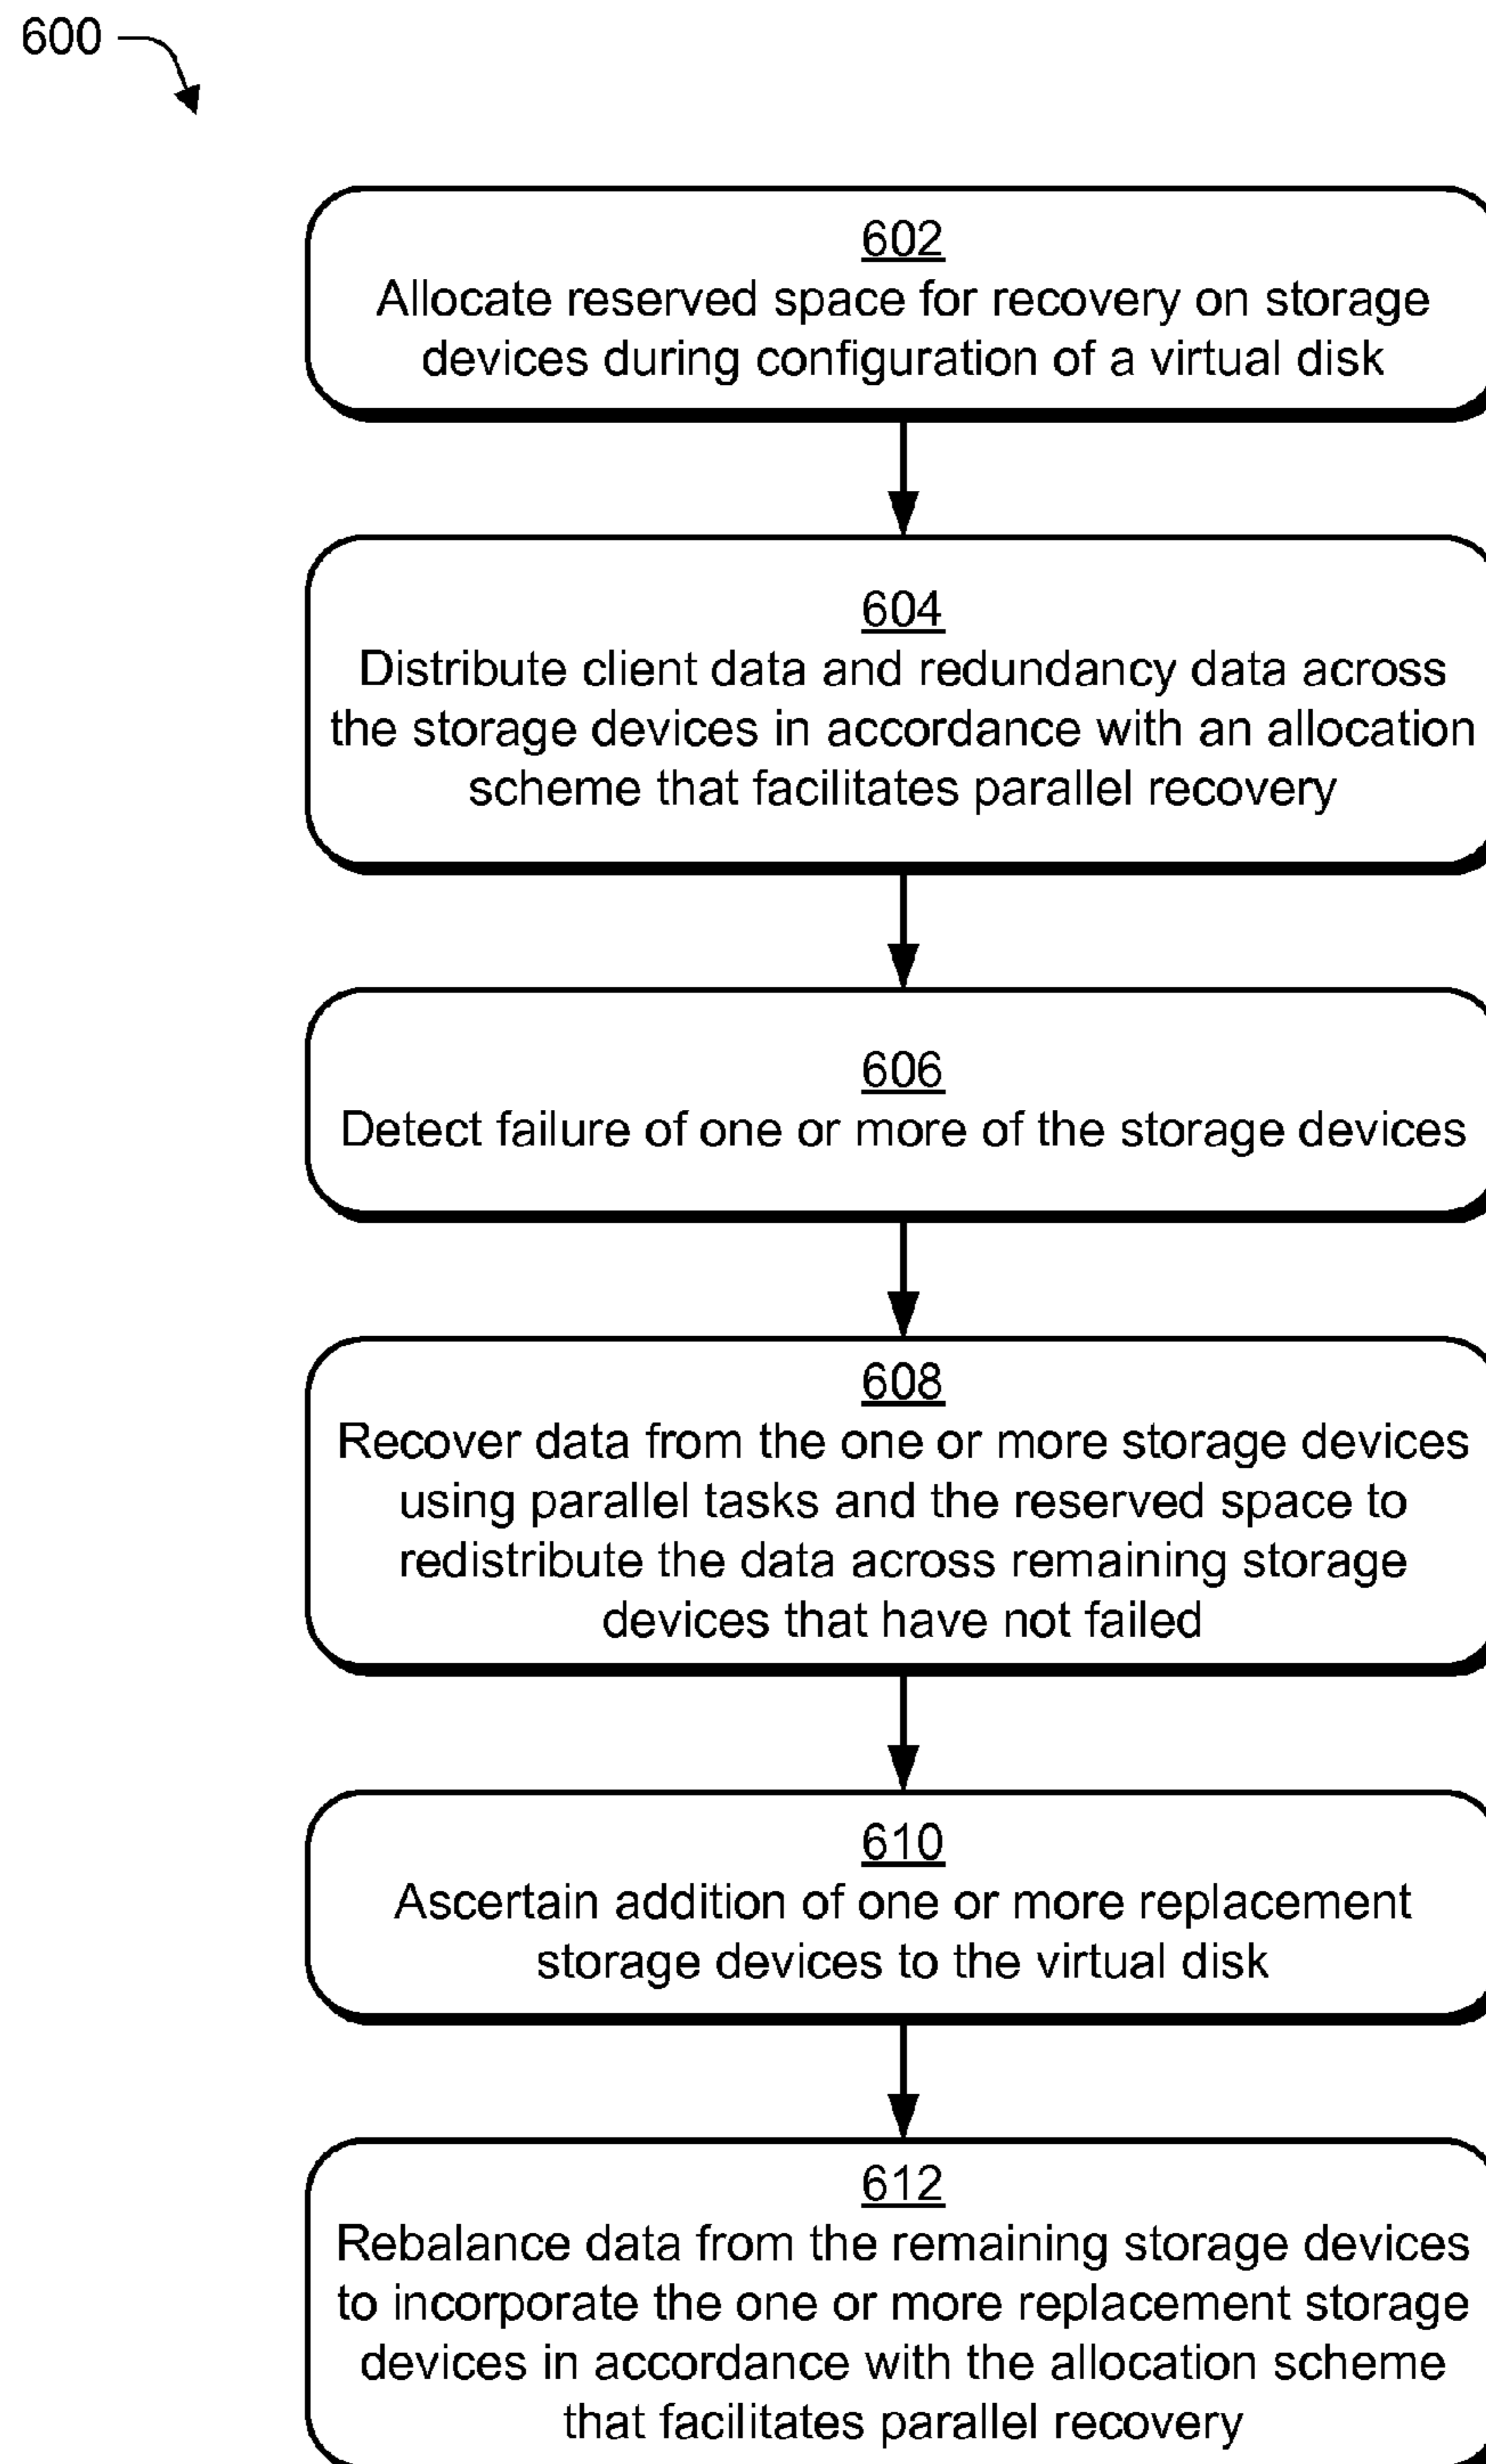 600
602
Allocate reserved space for recovery on storage
devices during configuration of a virtual disk
604
Distribute client data and redundancy data across
the storage devices in accordance with an allocation
scheme that facilitates parallel recovery
606
Detect failure of one or more of the storage devices
608
Recover data from the one or more storage devices
using parallel tasks and the reserved space to
redistribute the data across remaining storage
devices that have not failed
610
Ascertain addition of one or more replacement
storage devices to the virtual disk
612
Rebalance data from the remaining storage devices
to incorporate the one or more replacement storage
devices in accordance with the allocation scheme
that facilitates parallel recovery